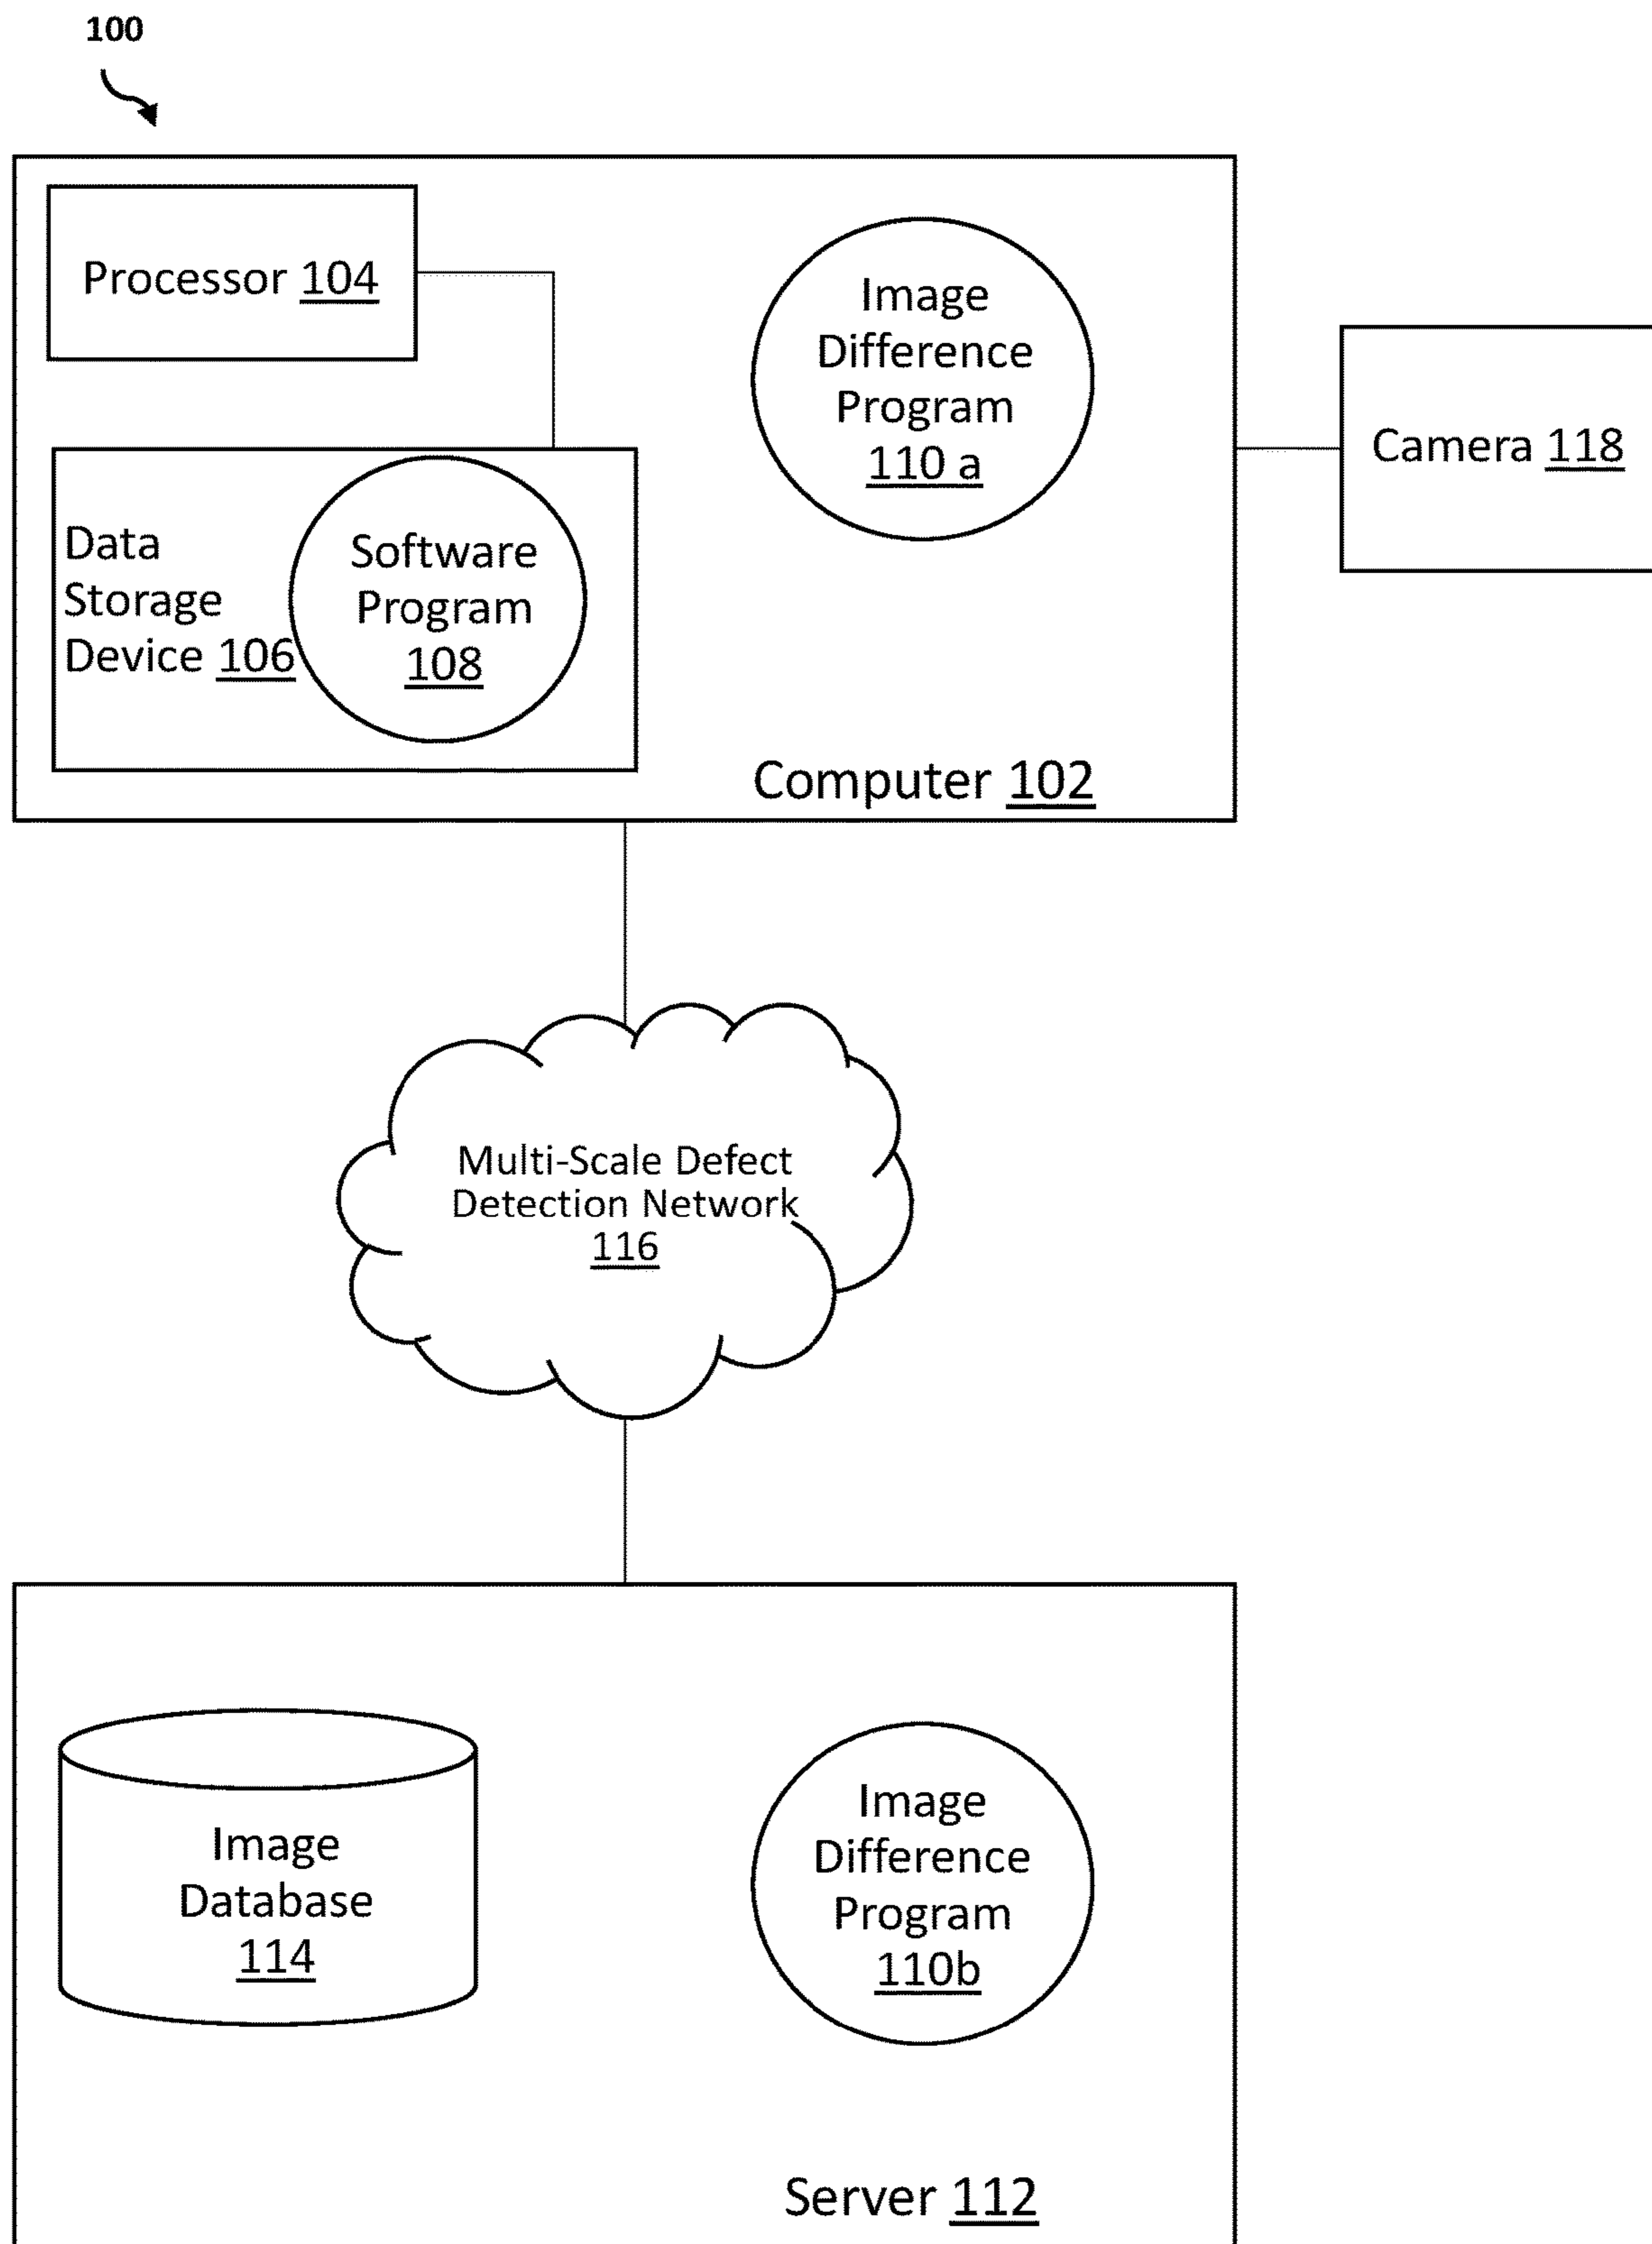 100
Processor 104
Image
Difference
Program
110 a
Camera 118
Data
Storage
Device 106
Software
Program
108
Computer 102
Multi-Scale Defect
Detection Network
116
Image
Database
114
Image
Difference
Program
110b
Server 112